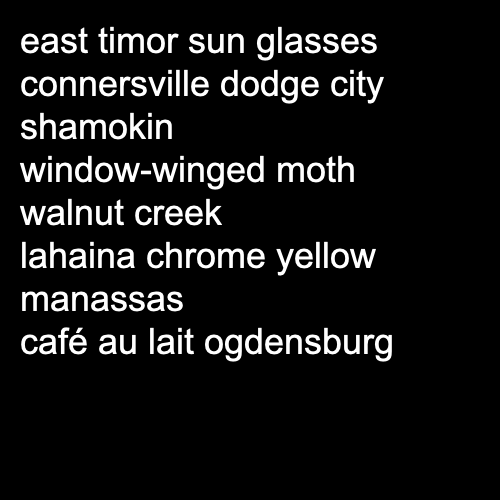 east timor sun glasses
connersville dodge city
shamokin
window-winged moth
walnut creek
lahaina chrome yellow
manassas
café au lait ogdensburg